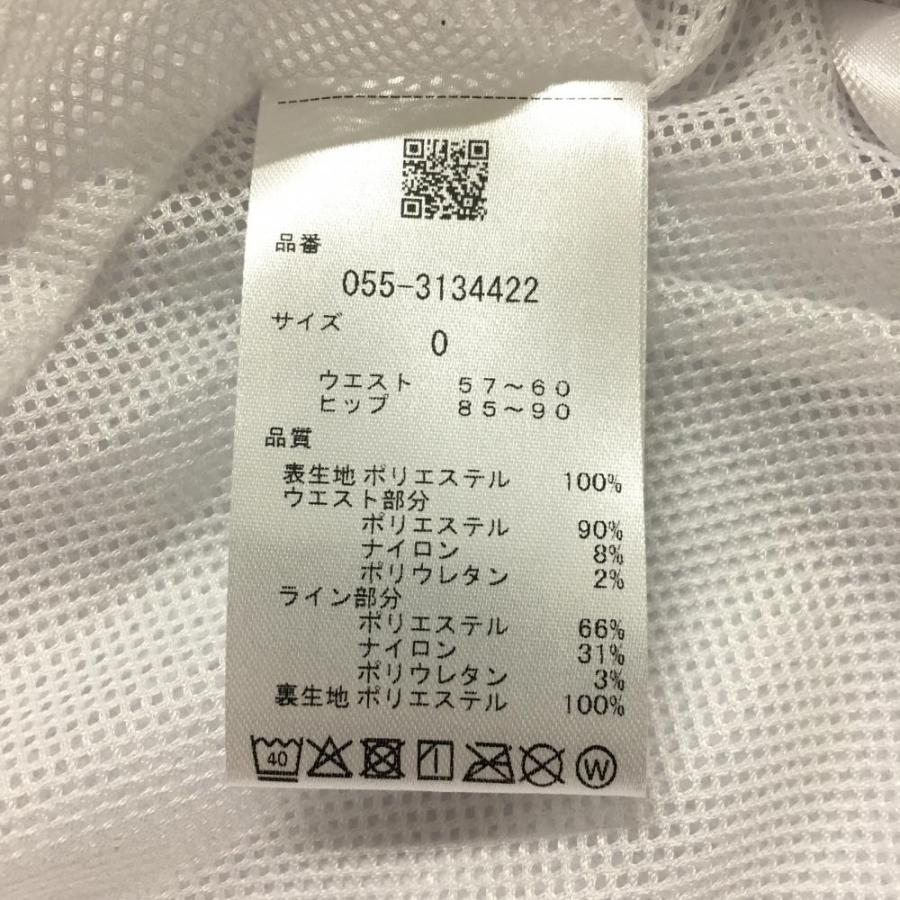 品番
055-3134422
サイズ
0
ウエスト 57～60
ヒップ 85～90
品質
表生地 ポリエステル 100%
ウエスト部分
ポリエステル 90%
ナイロン 8%
ポリウレタン 2%
ライン部分
ポリエステル 66%
ナイロン 31%
ポリウレタン 3%
裏生地 ポリエステル 100%
40 W